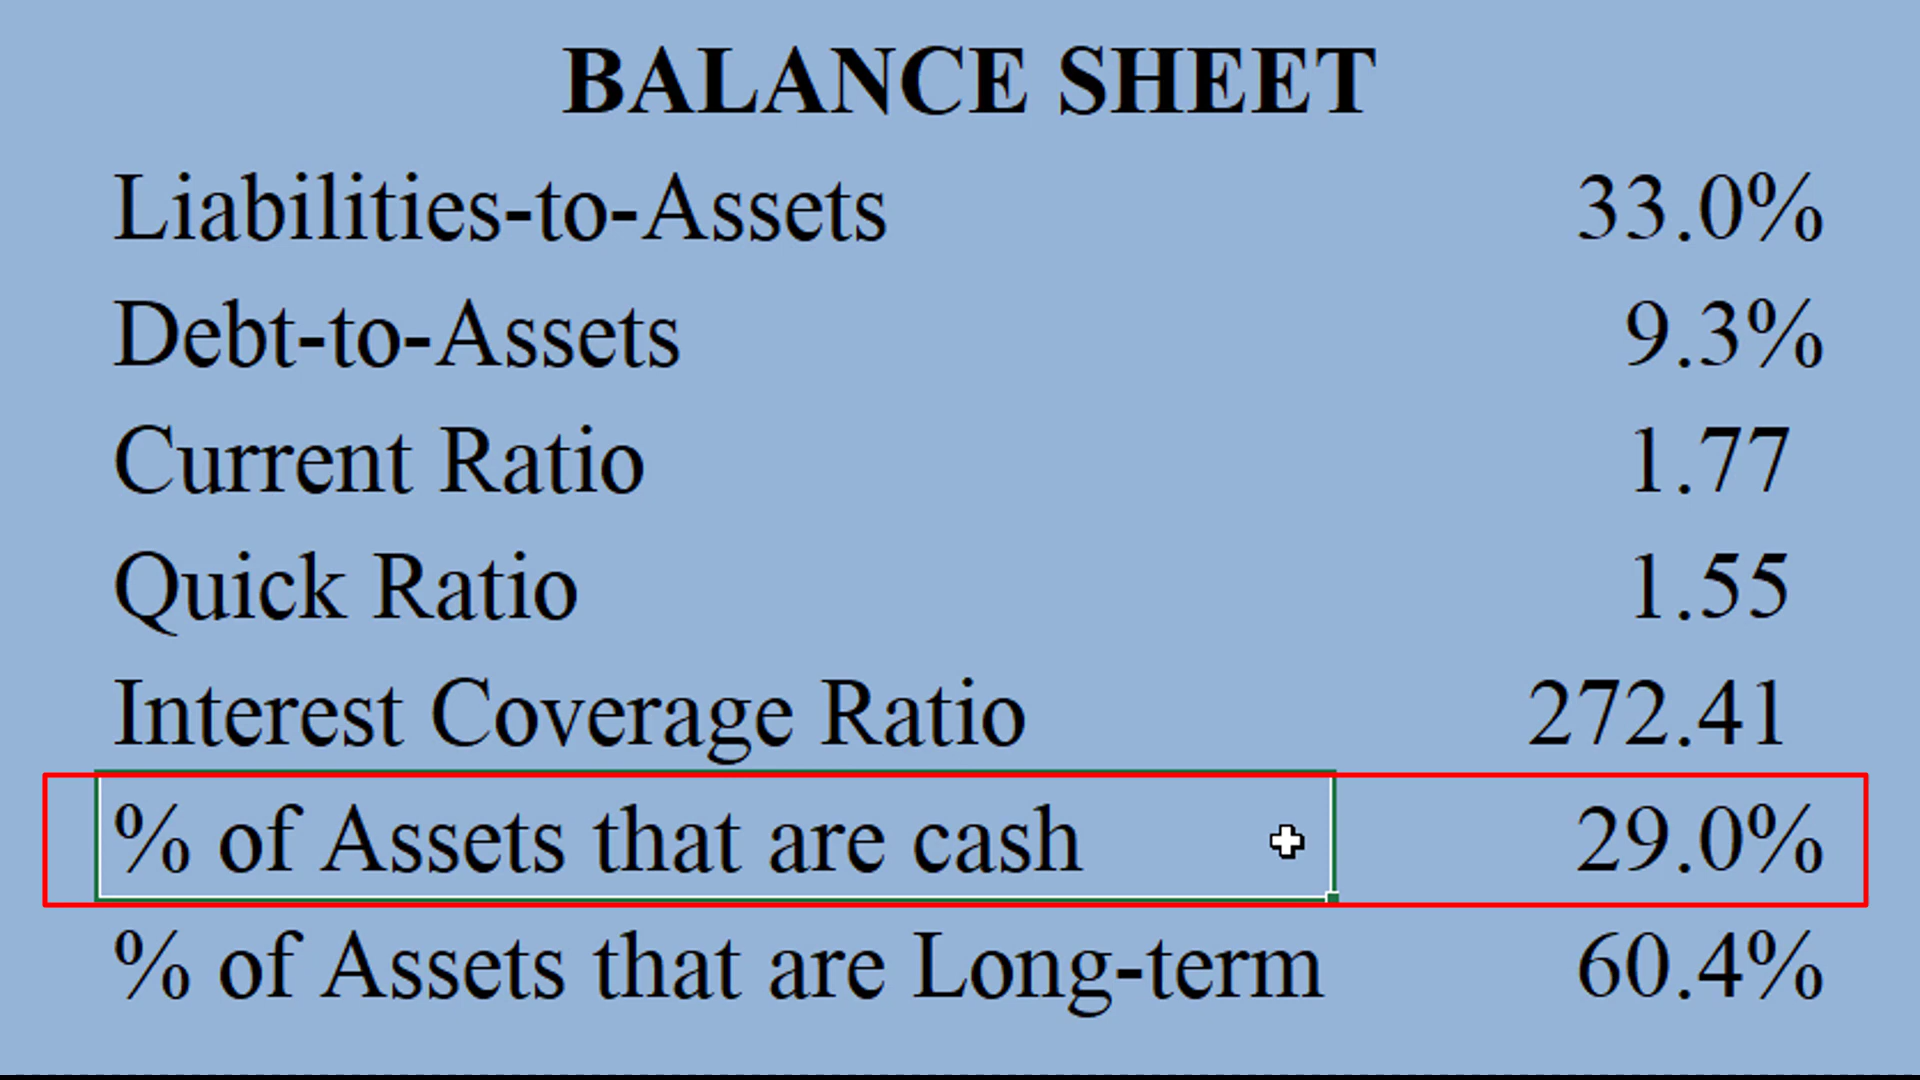 BALANCE SHEET
Liabilities-to-Assets 33.0%
Debt-to-Assets 9.3%
Current Ratio 1.77
Quick Ratio 1.55
Interest Coverage Ratio 272.41
% of Assets that are cash 29.0%
% of Assets that are Long-term 60.4%